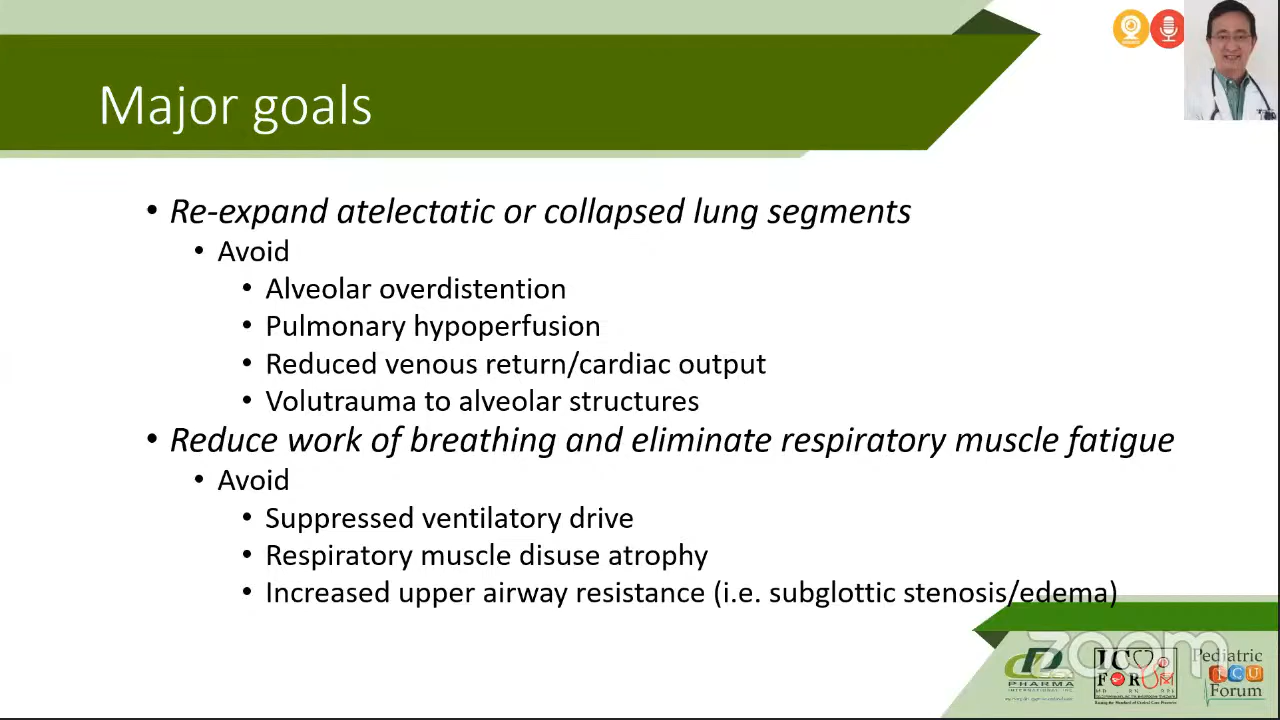 Major goals
• Re-expand atelectatic or collapsed lung segments
• Avoid
• Alveolar overdistention
• Pulmonary hypoperfusion
• Reduced venous return/cardiac output
• Volutrauma to alveolar structures
• Reduce work of breathing and eliminate respiratory muscle fatigue
• Avoid
• Suppressed ventilatory drive
• Respiratory muscle disuse atrophy
• Increased upper airway resistance (i.e. subglottic stenosis/edema)
zoom
PHARMA
FORUM
Pediatric
ICU
Forum